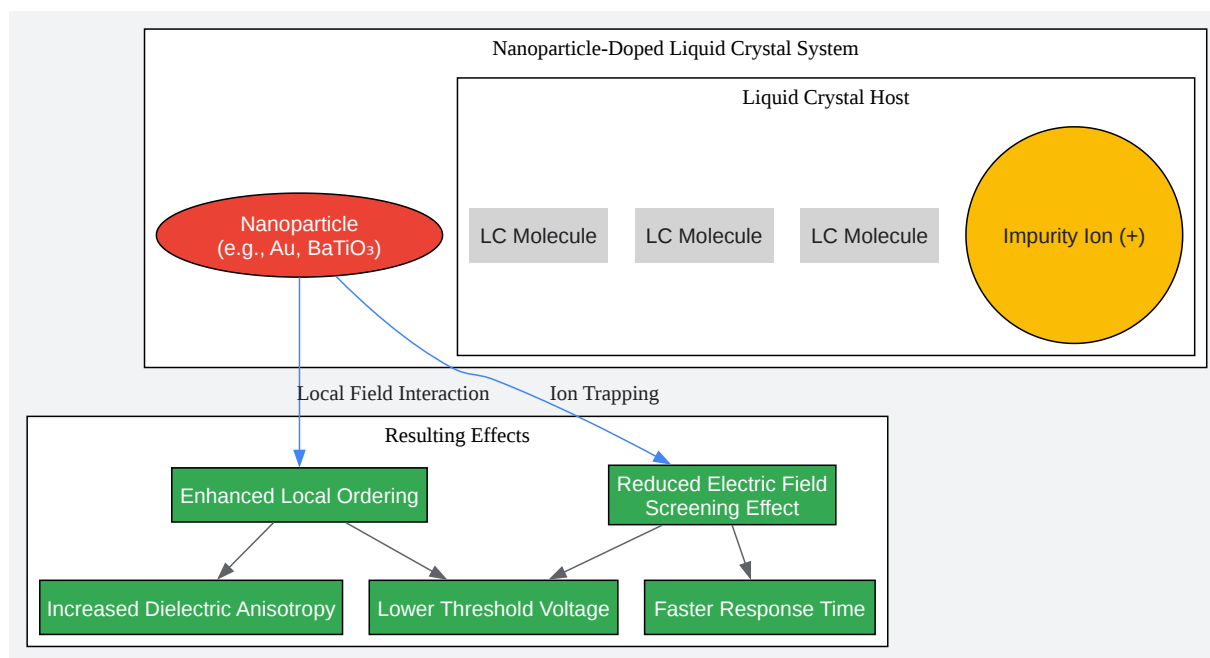 Nanoparticle-Doped Liquid Crystal System
Liquid Crystal Host
Nanoparticle
(e.g., Au, BaTiO₃)
LC Molecule
LC Molecule
LC Molecule
Impurity Ion (+)
Local Field Interaction
Ion Trapping
Resulting Effects
Enhanced Local Ordering
Reduced Electric Field
Screening Effect
Increased Dielectric Anisotropy
Lower Threshold Voltage
Faster Response Time